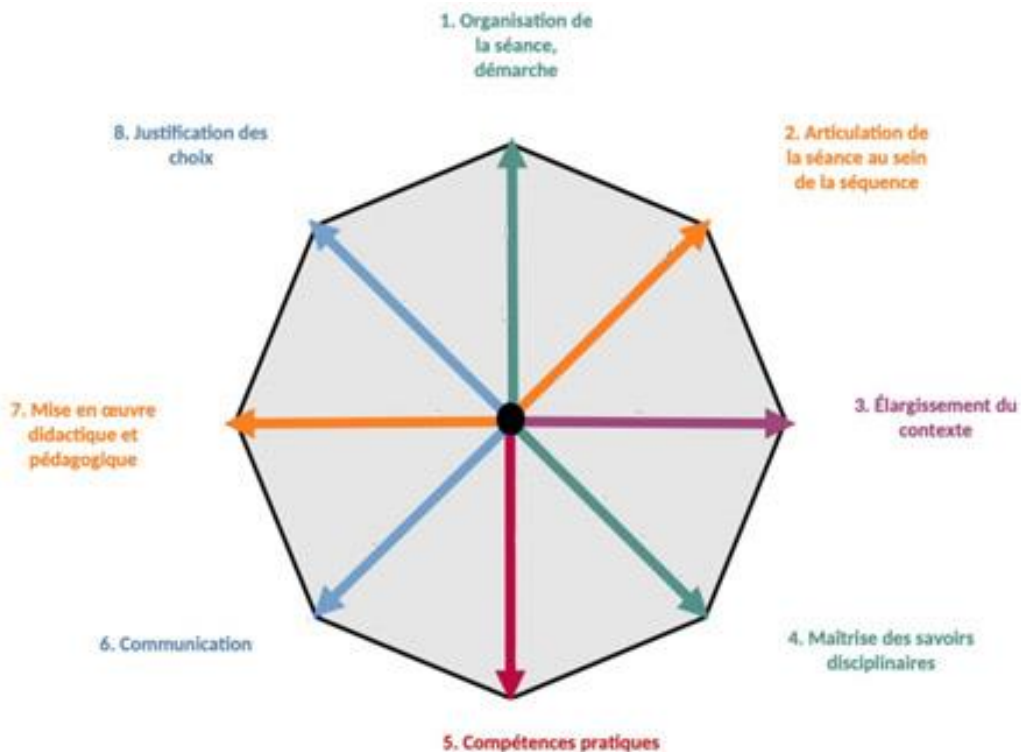 1. Organisation de
la séance,
démarche
2. Articulation de
la séance au sein
de la séquence
3. Élargissement du
contexte
4. Maîtrise des savoirs
disciplinaires
5. Compétences pratiques
6. Communication
7. Mise en œuvre
didactique et
pédagogique
8. Justification des
choix